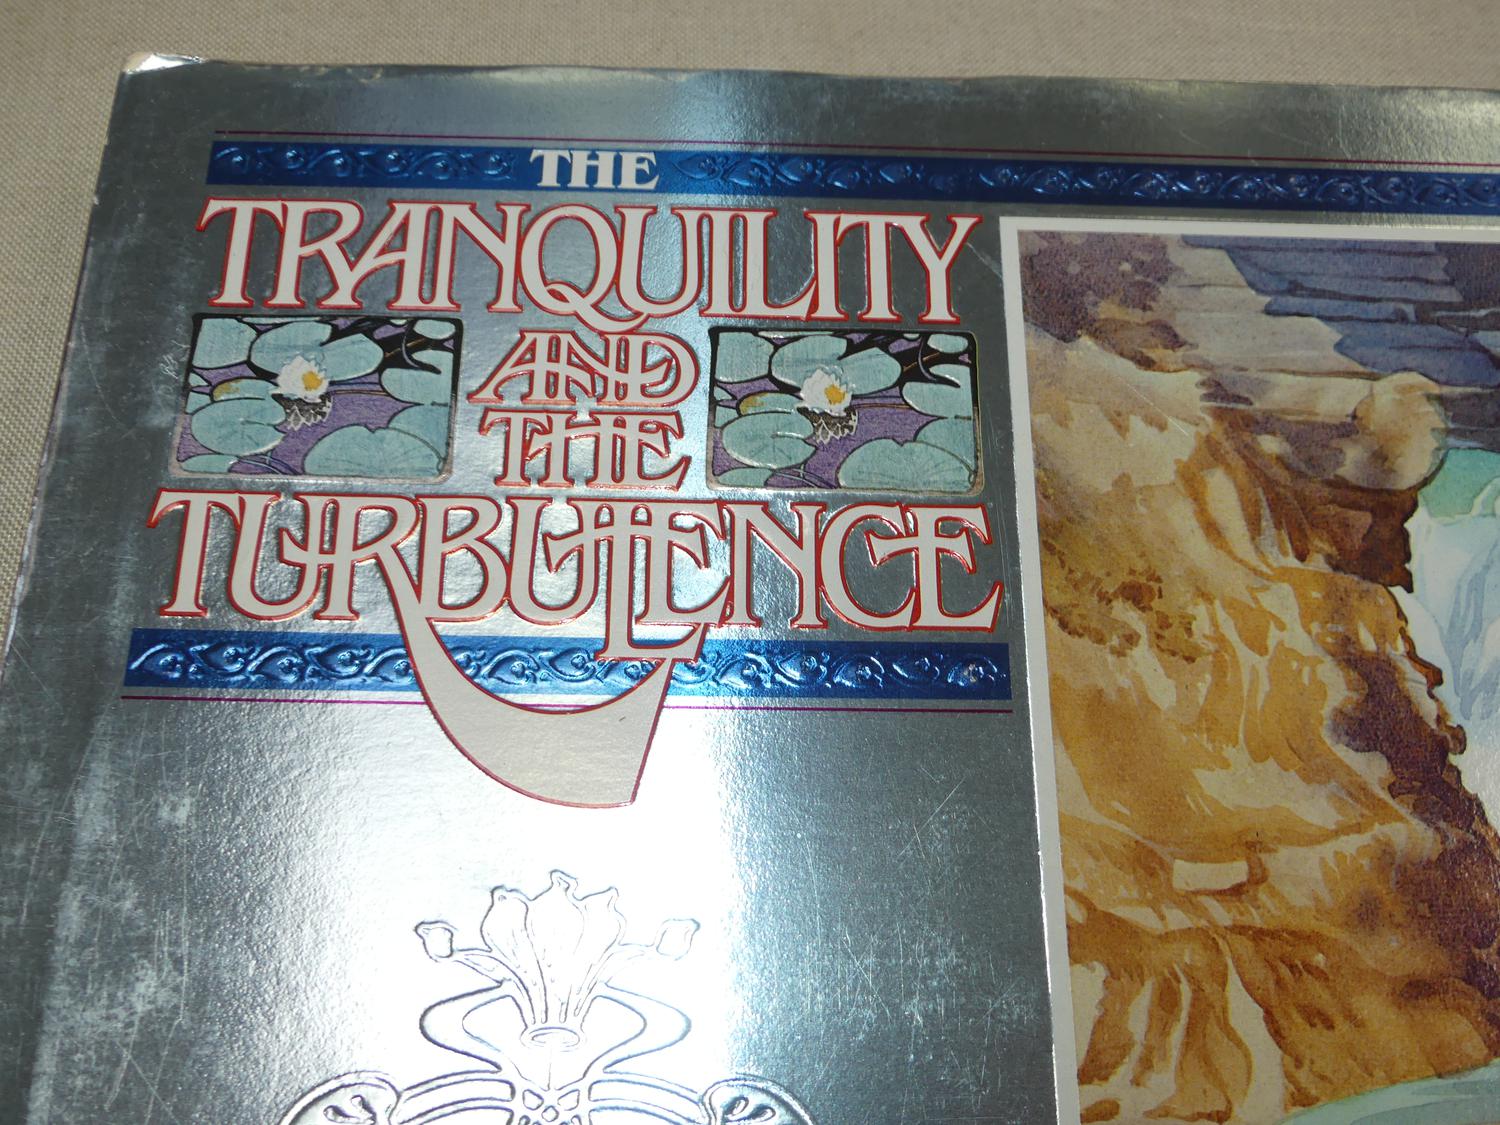 THE
TRANQUILITY
AND
THE
TURBULENCE